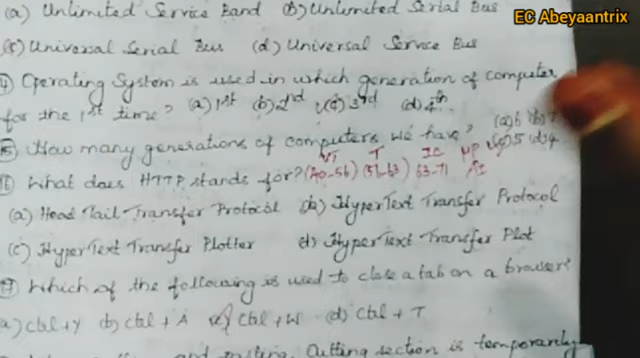 EC Abeyaantrix
(a) Unlimited Service Band (b) Unlimited Serial Bus
(c) Universal Serial Bus (d) Universal Service Bus
Operating System is used in which generation of computer
for the 1st time? (a) 1st (b) 2nd (c) 3rd (d) 4th
How many generations of computers we have? (a) 6 (b) 7
(c) 5 (d) 4
VT T IC MP AI
What does HTTP stands for? (40-56) (57-63) 63-71
(a) Head Tail Transfer Protocol (b) HyperText Transfer Protocol
(c) HyperText Transfer Plotter (d) HyperText Transfer Plot
17 Which of the following is used to close a tab on a browser?
a) Ctrl + Y (b) Ctrl + A (c) Ctrl + W (d) Ctrl + T
Cutting section is temporarily